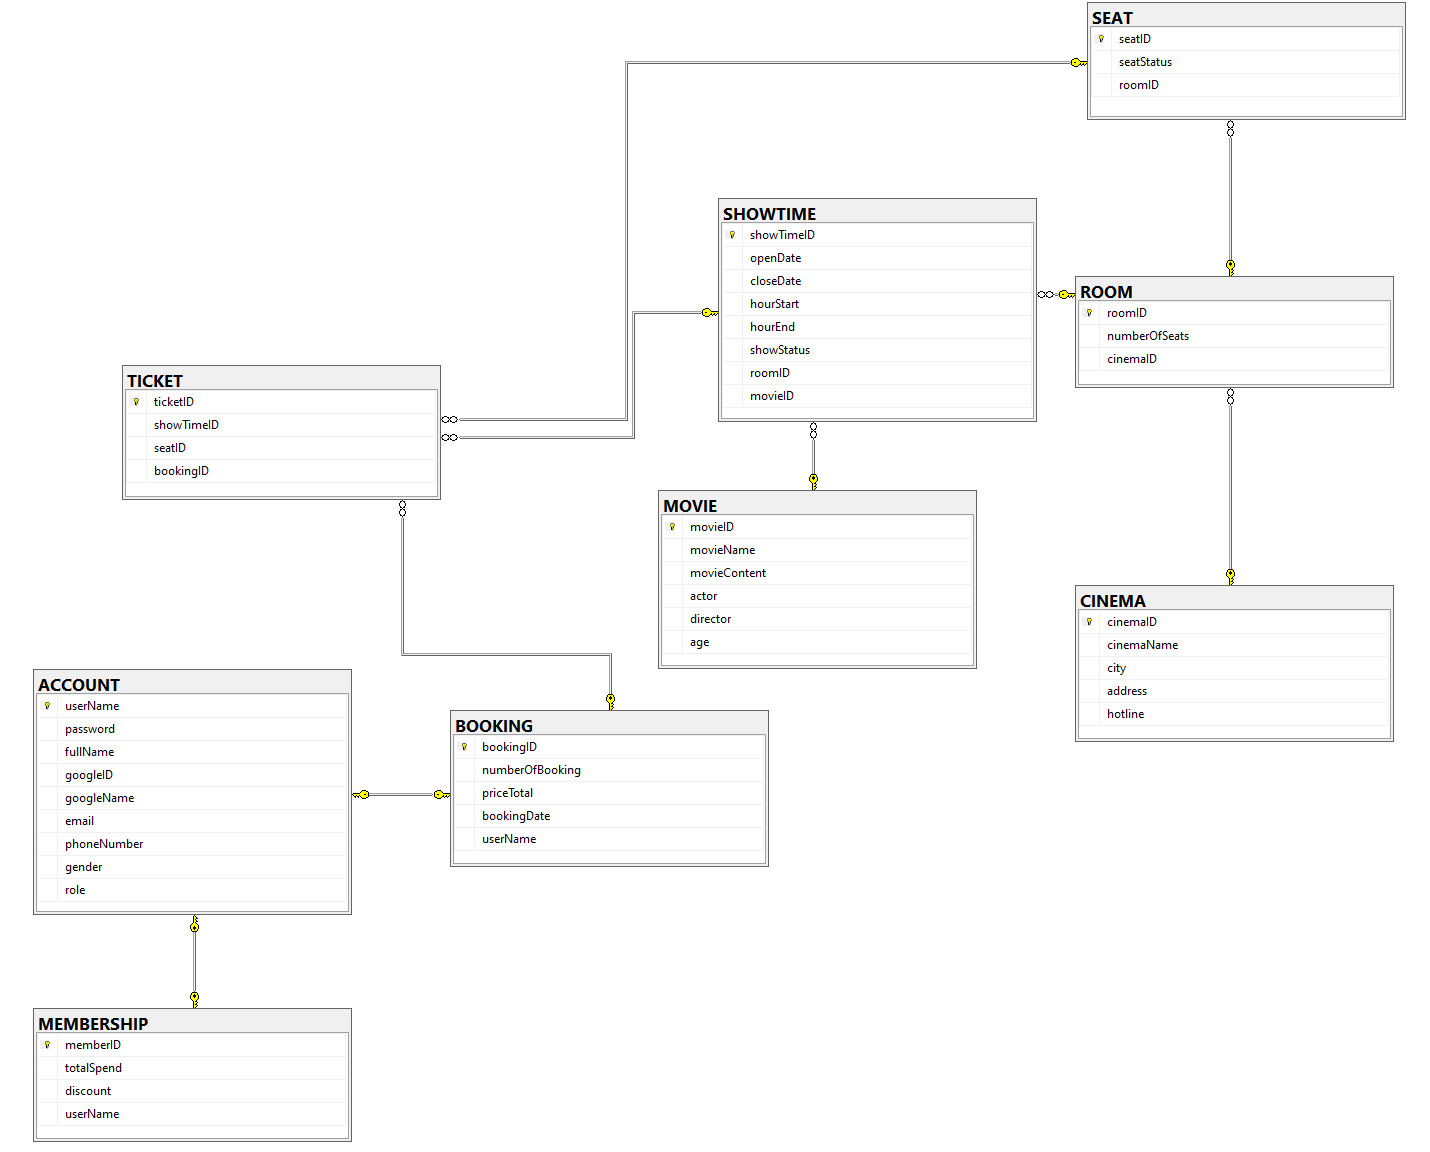 SEAT
seatID
seatStatus
roomID
SHOWTIME
showTimeID
openDate
closeDate
hourStart
hourEnd
showStatus
roomID
movieID
ROOM
roomID
numberOfSeats
cinemaID
TICKET
ticketID
showTimeID
seatID
bookingID
MOVIE
movieID
movieName
movieContent
actor
director
age
CINEMA
cinemaID
cinemaName
city
address
hotline
ACCOUNT
userName
password
fullName
googleID
googleName
email
phoneNumber
gender
role
BOOKING
bookingID
numberOfBooking
priceTotal
bookingDate
userName
MEMBERSHIP
memberID
totalSpend
discount
userName